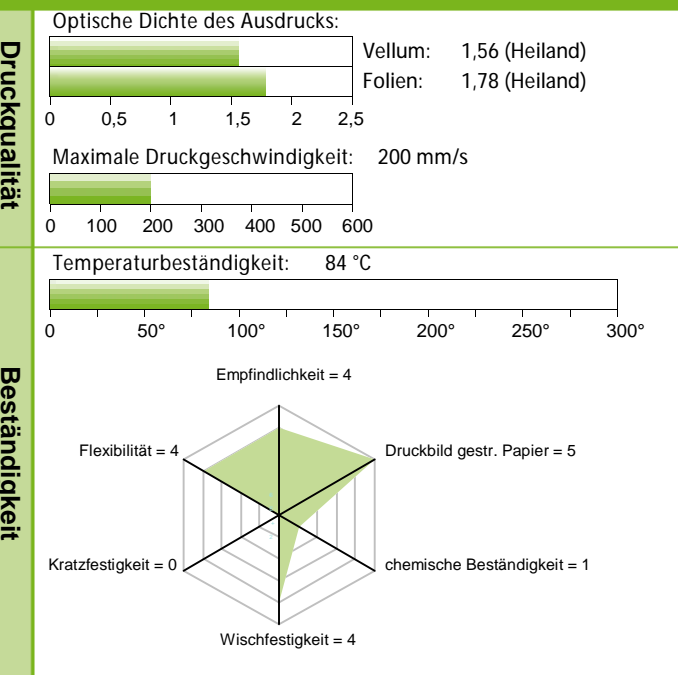 Druckqualität
Optische Dichte des Ausdrucks:
Vellum: 1,56 (Heiland)
Folien: 1,78 (Heiland)
0 0,5 1 1,5 2 2,5
Maximale Druckgeschwindigkeit: 200 mm/s
0 100 200 300 400 500 600
Beständigkeit
Temperaturbeständigkeit: 84 °C
0 50° 100° 150° 200° 250° 300°
Empfindlichkeit = 4
Flexibilität = 4
Druckbild gestr. Papier = 5
Kratzfestigkeit = 0
chemische Beständigkeit = 1
Wischfestigkeit = 4